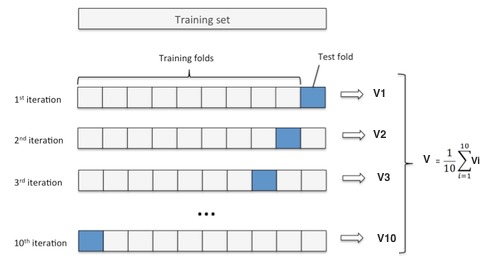 Training set
Training folds
Test fold
1st iteration
V1
2nd iteration
V2
3rd iteration
V3
V = 1/10 10∑i=1 Vi
...
10th iteration
V10